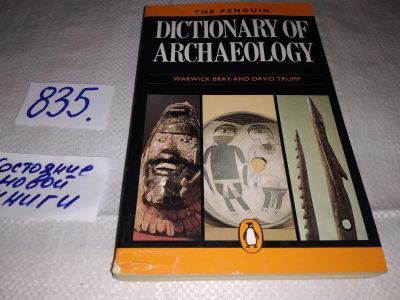 THE PENGUIN
DICTIONARY OF
ARCHAEOLOGY
WARWICK BRAY AND DAVID TRUMP
835.
Состояние
новой
книги